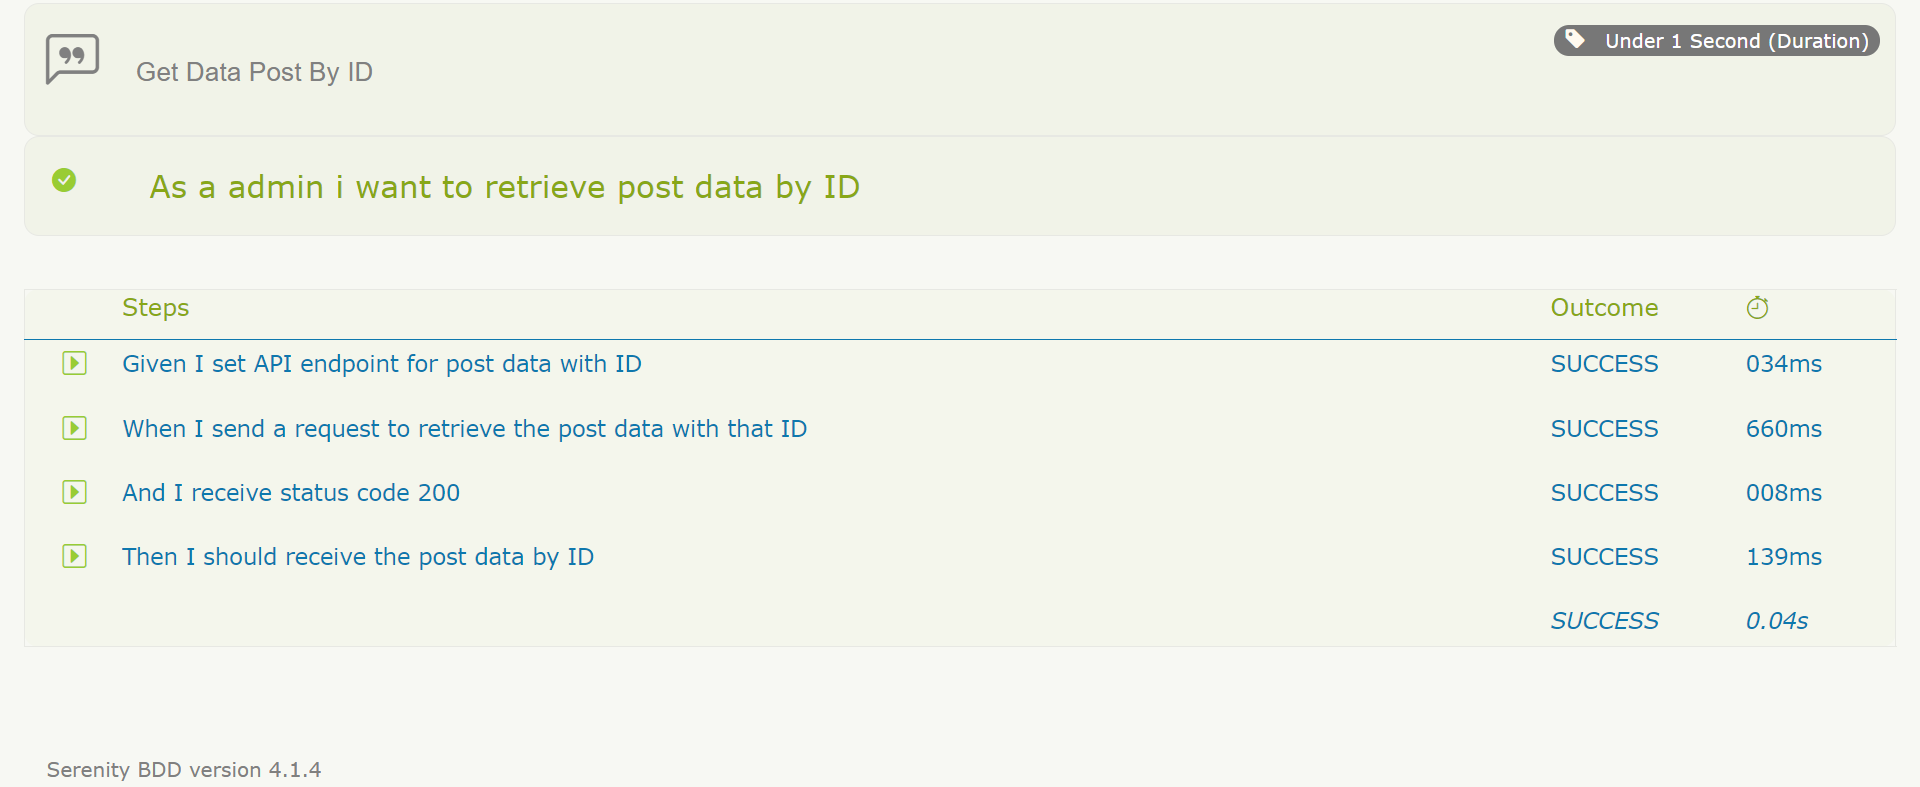 Get Data Post By ID
Under 1 Second (Duration)
As a admin i want to retrieve post data by ID
Steps Outcome
Given I set API endpoint for post data with ID SUCCESS 034ms
When I send a request to retrieve the post data with that ID SUCCESS 660ms
And I receive status code 200 SUCCESS 008ms
Then I should receive the post data by ID SUCCESS 139ms
SUCCESS 0.04s
Serenity BDD version 4.1.4